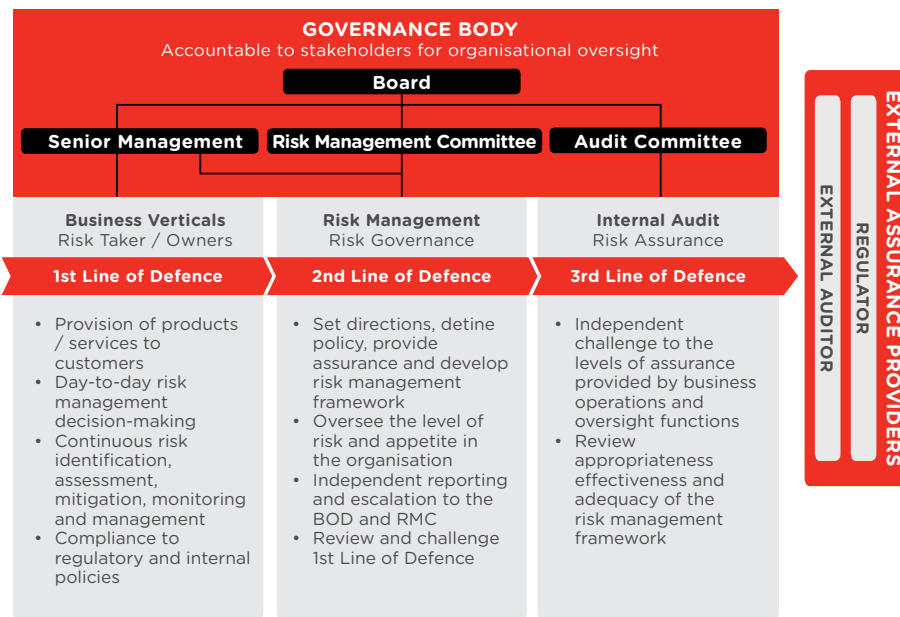 GOVERNANCE BODY
Accountable to stakeholders for organisational oversight
Board
Senior Management
Risk Management Committee
Audit Committee
Business Verticals
Risk Taker / Owners
1st Line of Defence
• Provision of products
/ services to
customers
• Day-to-day risk
management
decision-making
• Continuous risk
identification,
assessment,
mitigation, monitoring
and management
• Compliance to
regulatory and internal
policies
Risk Management
Risk Governance
2nd Line of Defence
• Set directions, detine
policy, provide
assurance and develop
risk management
framework
• Oversee the level of
risk and appetite in
the organisation
• Independent reporting
and escalation to the
BOD and RMC
• Review and challenge
1st Line of Defence
Internal Audit
Risk Assurance
3rd Line of Defence
• Independent
challenge to the
levels of assurance
provided by business
operations and
oversight functions
• Review
appropriateness
effectiveness and
adequacy of the
risk management
framework
EXTERNAL ASSURANCE PROVIDERS
REGULATOR
EXTERNAL AUDITOR